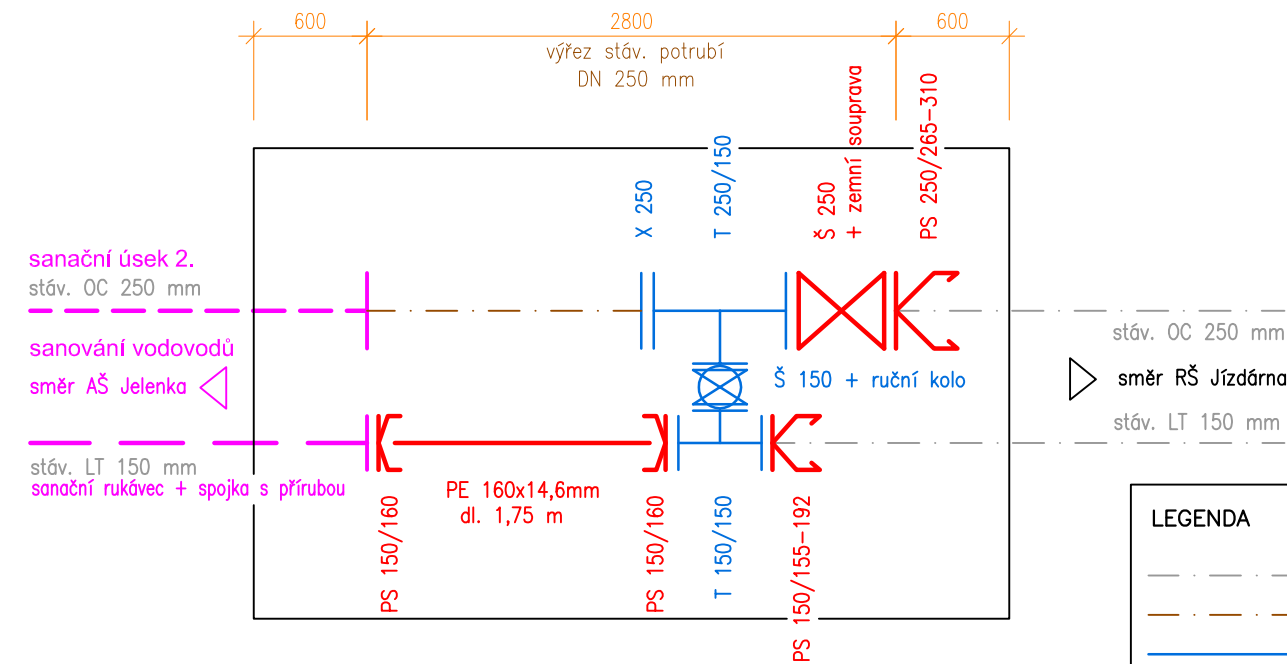 600
2800
600
výřez stáv. potrubí
DN 250 mm
X 250
T 250/150
Š 250
+ zemní souprava
PS 250/265-310
sanační úsek 2.
stáv. OC 250 mm
sanování vodovodů
směr AŠ Jelenka
stáv. LT 150 mm
sanační rukávec + spojka s přírubou
Š 150 + ruční kolo
stáv. OC 250 mm
směr RŠ Jízdárna
stáv. LT 150 mm
PE 160x14,6mm
dl. 1,75 m
PS 150/160
PS 150/160
T 150/150
PS 150/155-192
LEGENDA